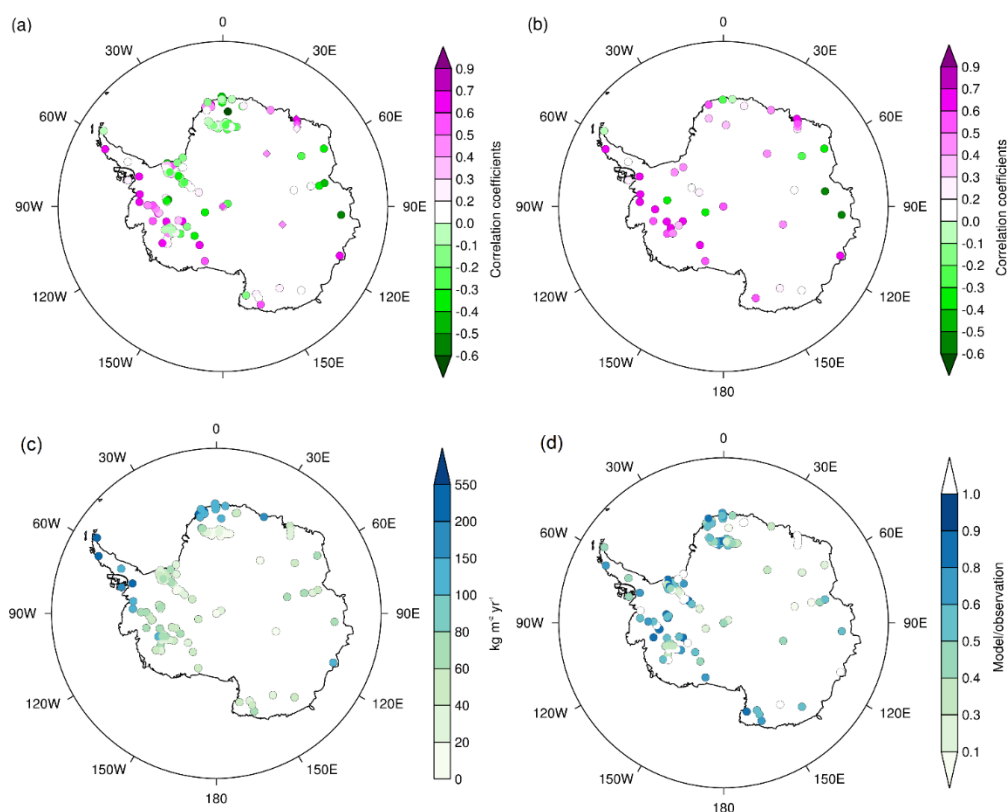 (a)
0
30W
30E
60W
60E
90W
90E
120W
120E
150W
150E
0.9
0.7
0.6
0.5
0.4
0.3
0.2
0.0
-0.1
-0.2
-0.3
-0.4
-0.5
-0.6
Correlation coefficients
(b)
0
30W
30E
60W
60E
90W
90E
120W
120E
150W
150E
180
0.9
0.7
0.6
0.5
0.4
0.3
0.2
0.0
-0.1
-0.2
-0.3
-0.4
-0.5
-0.6
Correlation coefficients
(c)
0
30W
30E
60W
60E
90W
90E
120W
120E
150W
150E
180
550
200
150
100
80
60
40
20
0
kg m⁻² yr⁻¹
(d)
0
30W
30E
60W
60E
90W
90E
120W
120E
150W
150E
180
1.0
0.9
0.8
0.6
0.5
0.4
0.3
0.1
Model/observation